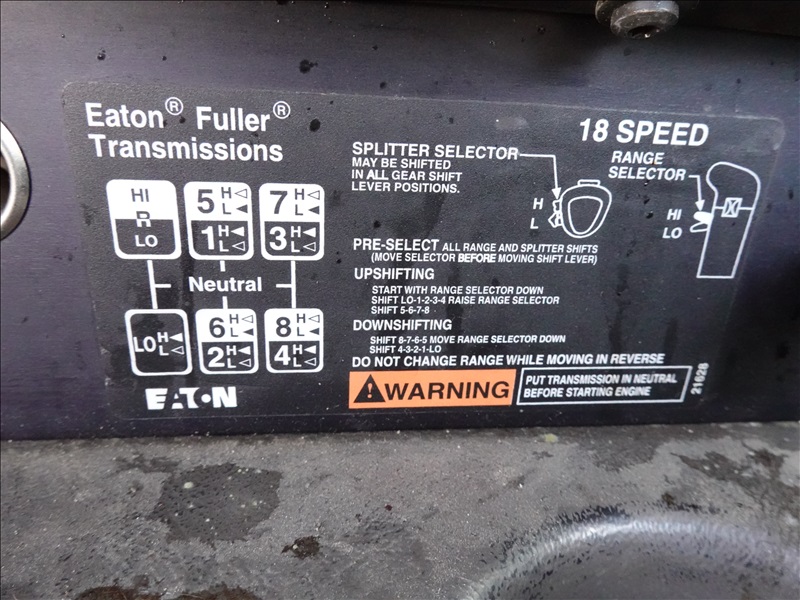 Eaton® Fuller®
Transmissions
HI
R
LO
5 H L
1 H L
7 H L
3 H L
Neutral
LO H L
6 H L
2 H L
8 H L
4 H L
EATON
18 SPEED
SPLITTER SELECTOR
MAY BE SHIFTED
IN ALL GEAR SHIFT
LEVER POSITIONS.
H
L
RANGE
SELECTOR
HI
LO
PRE-SELECT ALL RANGE AND SPLITTER SHIFTS
(MOVE SELECTOR BEFORE MOVING SHIFT LEVER)
UPSHIFTING
START WITH RANGE SELECTOR DOWN
SHIFT LO-1-2-3-4 RAISE RANGE SELECTOR
SHIFT 5-6-7-8
DOWNSHIFTING
SHIFT 8-7-6-5 MOVE RANGE SELECTOR DOWN
SHIFT 4-3-2-1-LO
DO NOT CHANGE RANGE WHILE MOVING IN REVERSE
WARNING
PUT TRANSMISSION IN NEUTRAL
BEFORE STARTING ENGINE
21628